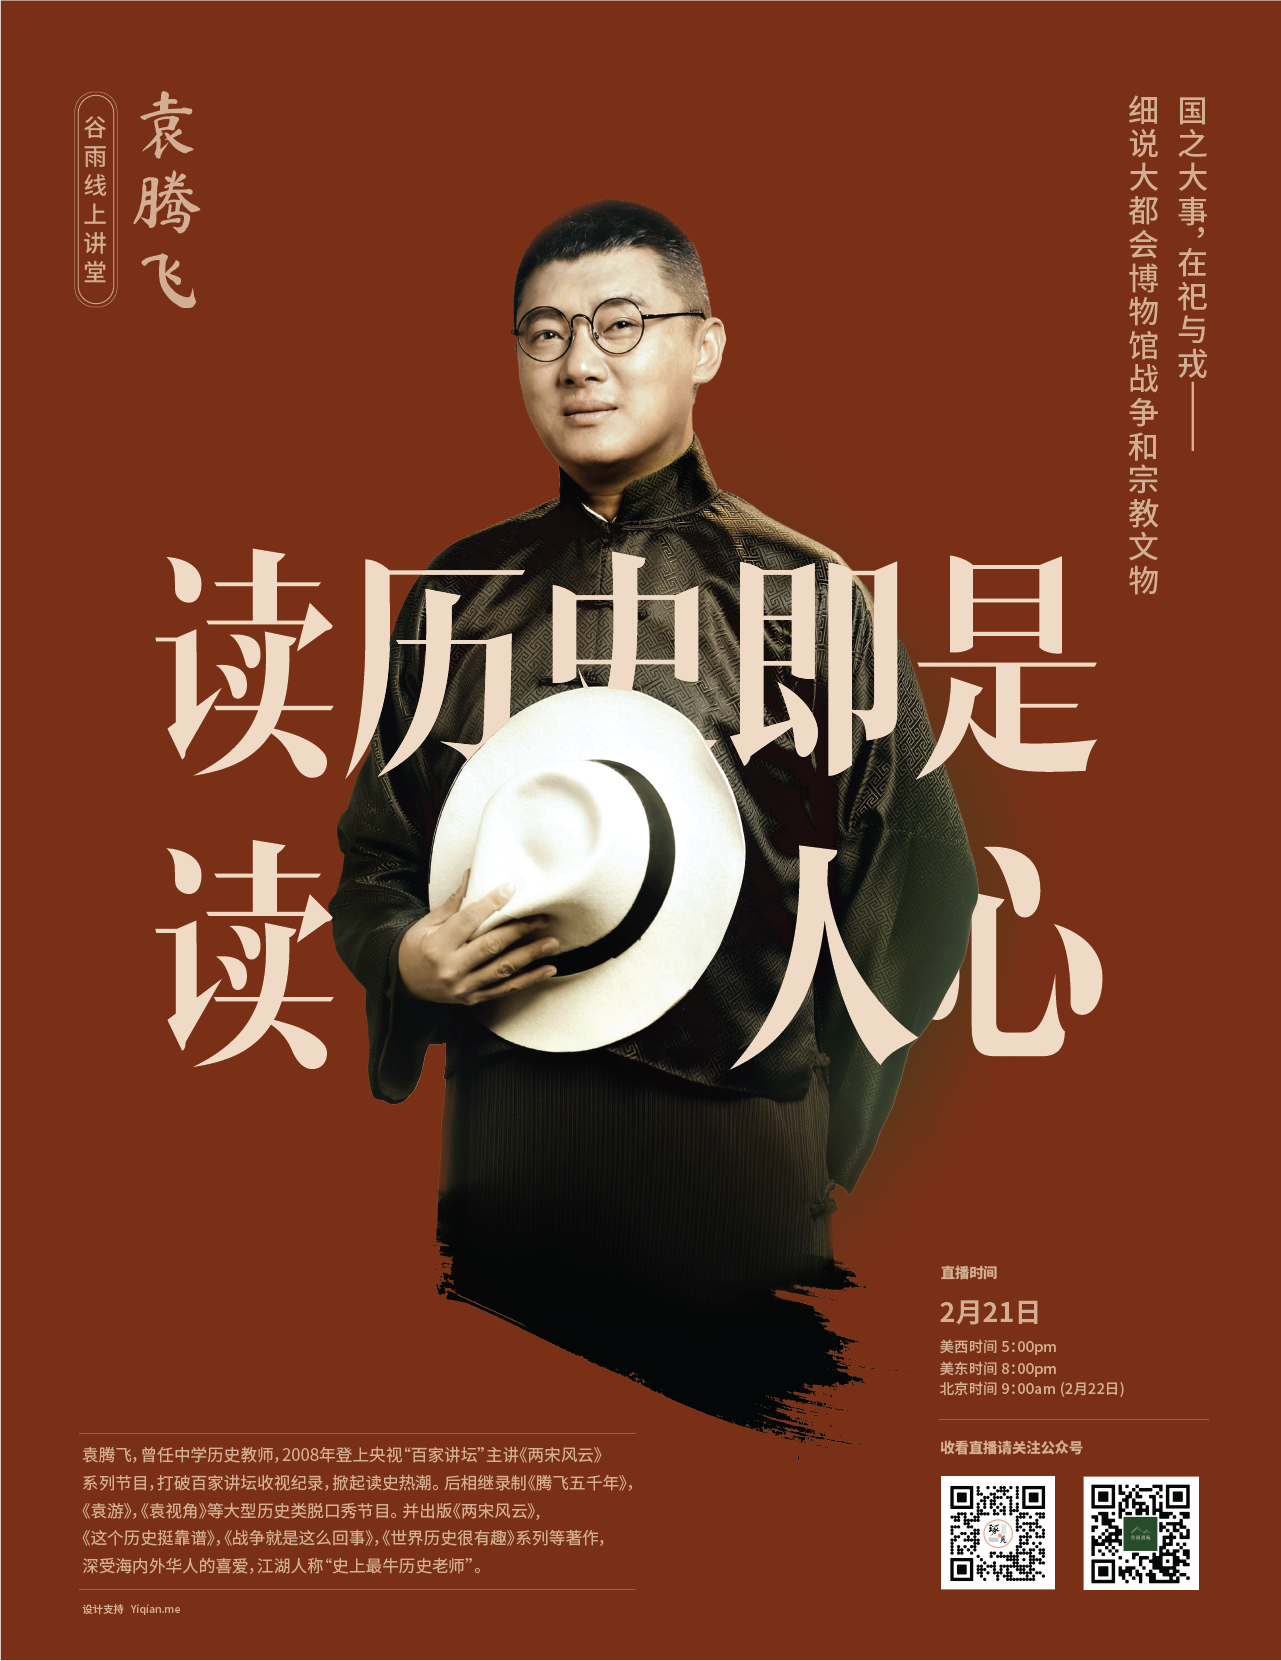 袁腾飞
谷雨线上讲堂
国之大事，在祀与戎——
细说大都会博物馆战争和宗教文物
读历史即是
读人心
直播时间
2月21日
美西时间 5:00pm
美东时间 8:00pm
北京时间 9:00am (2月22日)
收看直播请关注公众号
袁腾飞，曾任中学历史教师，2008年登上央视“百家讲坛”主讲《两宋风云》
系列节目，打破百家讲坛收视纪录，掀起读史热潮。后相继录制《腾飞五千年》，
《袁游》，《袁视角》等大型历史类脱口秀节目。并出版《两宋风云》，
《这个历史挺靠谱》，《战争就是这么回事》，《世界历史很有趣》系列等著作，
深受海内外华人的喜爱，江湖人称“史上最牛历史老师”。
设计支持 Yiqian.me